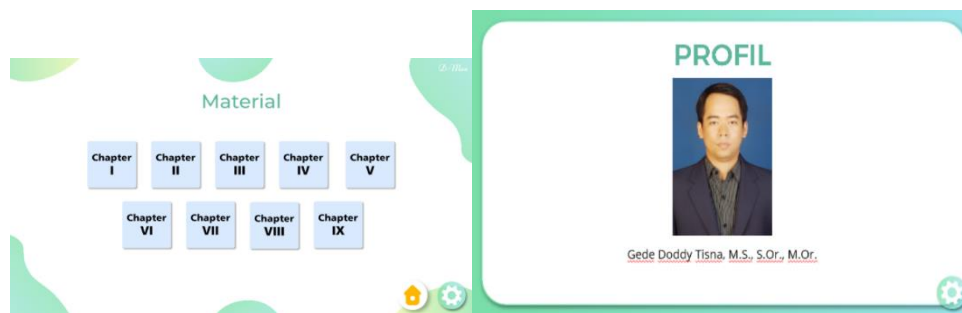 Material
Chapter
I
Chapter
II
Chapter
III
Chapter
IV
Chapter
V
Chapter
VI
Chapter
VII
Chapter
VIII
Chapter
IX
PROFIL
Gede Doddy Tisna, M.S., S.Or., M.Or.